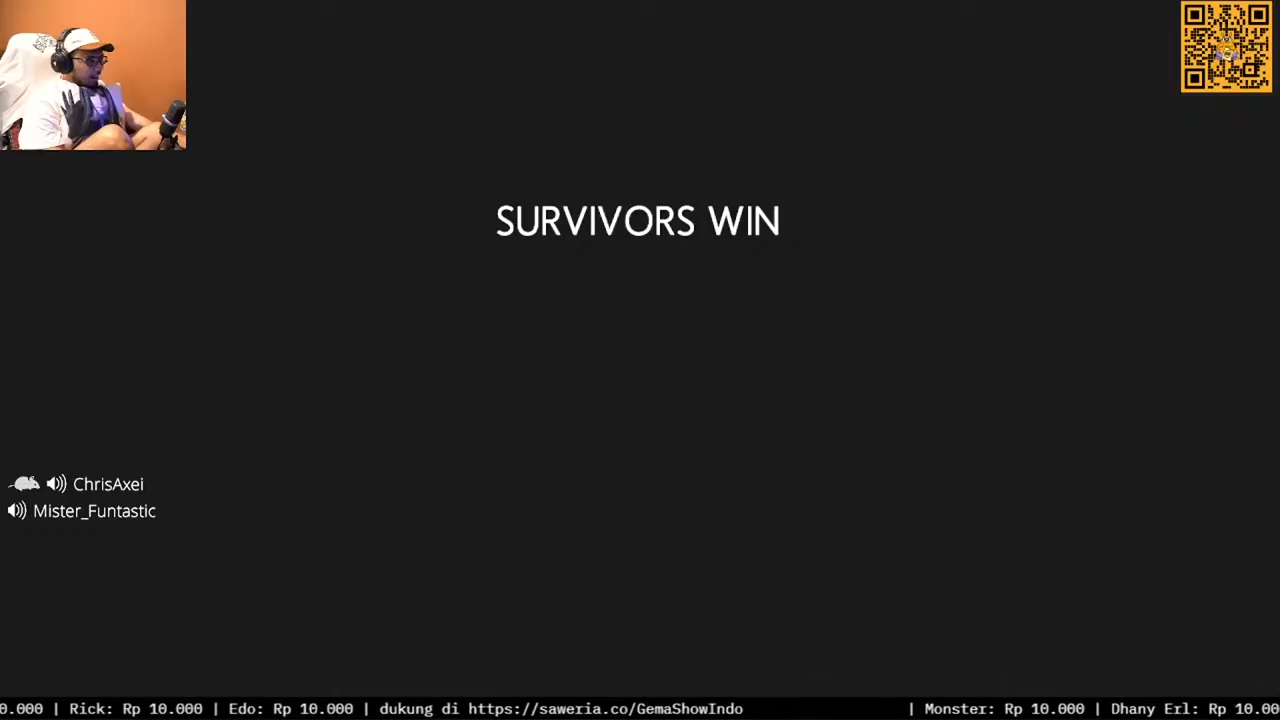 SURVIVORS WIN
ChrisAxei
Mister_Funtastic
0.000 | Rick: Rp 10.000 | Edo: Rp 10.000 | dukung di https://saweria.co/GemaShowIndo | Monster: Rp 10.000 | Dhany Erl: Rp 10.00